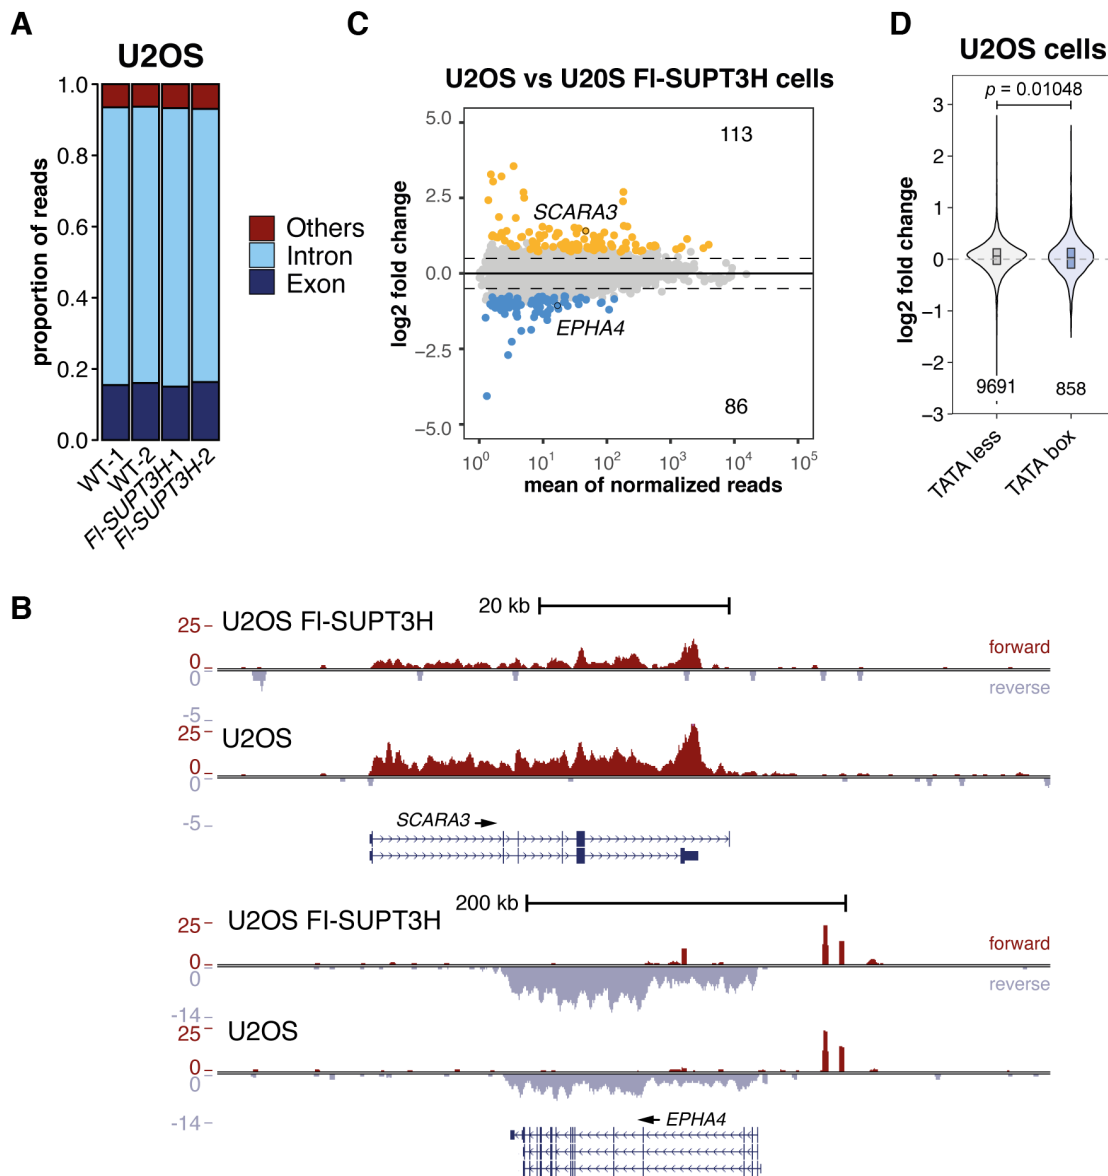 A
U2OS
proportion of reads
1.0
0.8
0.6
0.4
0.2
0.0
WT-1
WT-2
Fl-SUPT3H-1
Fl-SUPT3H-2
Others
Intron
Exon
C
U2OS vs U20S Fl-SUPT3H cells
log2 fold change
5.0
2.5
0.0
−2.5
−5.0
113
SCARA3
EPHA4
86
10^0
10^1
10^2
10^3
10^4
10^5
mean of normalized reads
D
U2OS cells
p = 0.01048
log2 fold change
3
2
1
0
−1
−2
−3
9691
858
TATA less
TATA box
B
20 kb
U2OS Fl-SUPT3H
25
0
0
-5
forward
reverse
U2OS
25
0
0
-5
SCARA3
200 kb
U2OS Fl-SUPT3H
25
0
0
-14
forward
reverse
U2OS
25
0
0
-14
EPHA4